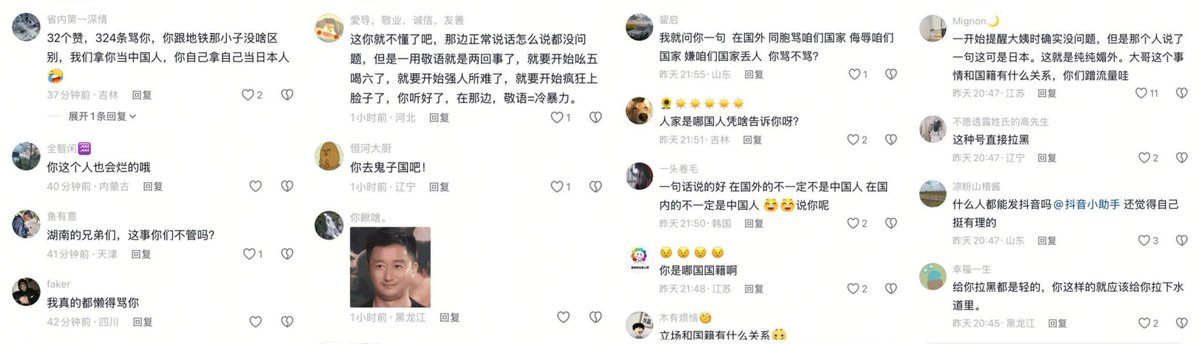 省内第一深情
32个赞，324条骂你，你跟地铁那小子没啥区
别，我们拿你当中国人，你自己拿自己当日本人
🤣
37分钟前 · 吉林 回复 2
展开1条回复
全智闲♒
你这个人也会烂的哦
40分钟前 · 内蒙古 回复
鱼有意
湖南的兄弟们，这事你们不管吗？
41分钟前 · 天津 回复 1
faker
我真的都懒得骂你
42分钟前 · 四川 回复
爱导，敬业，诚信，友善
这你就不懂了吧，那边正常说话怎么说都没问
题，但是一用敬语就是两回事了，就要开始吆五
喝六了，就要开始强人所难了，就要开始疯狂上
脸子了，你听好了，在那边，敬语=冷暴力。
1小时前 · 河北 回复 1
恒河大厨
你去鬼子国吧！
1小时前 · 辽宁 回复 1
你瞅啥。
1小时前 · 黑龙江 回复
望启
我就问你一句 在国外 同胞骂咱们国家 侮辱咱们
国家 嫌咱们国家丢人 你骂不骂？
昨天 21:55 · 山东 回复 1
🌻☀️☀️☀️☀️☀️
人家是哪国人凭啥告诉你呀？
昨天 21:51 · 吉林 回复 2
一头卷毛
一句话说的好 在国外的不一定不是中国人 在国
内的不一定是中国人 😂😂说你呢
昨天 21:50 · 韩国 回复 2
😟 😟 😟 😟
你是哪国国籍啊
昨天 21:48 · 江苏 回复 2
木有烦恼🧐
立场和国籍有什么关系
Mignon🌙
一开始提醒大姨时确实没问题，但是那个人说了
一句这可是日本。这就是纯纯媚外。大哥这个事
情和国籍有什么关系，你们蹭流量哇
昨天 20:47 · 江苏 回复 11
不愿透露姓氏的高先生
这种号直接拉黑
昨天 20:47 · 辽宁 回复 2
凉粉山楂酱
什么人都能发抖音吗@抖音小助手 还觉得自己
挺有理的
昨天 20:47 · 山东 回复 3
幸福一生
给你拉黑都是轻的，你这样的就应该给你拉下水
道里。
昨天 20:45 · 黑龙江 回复 2